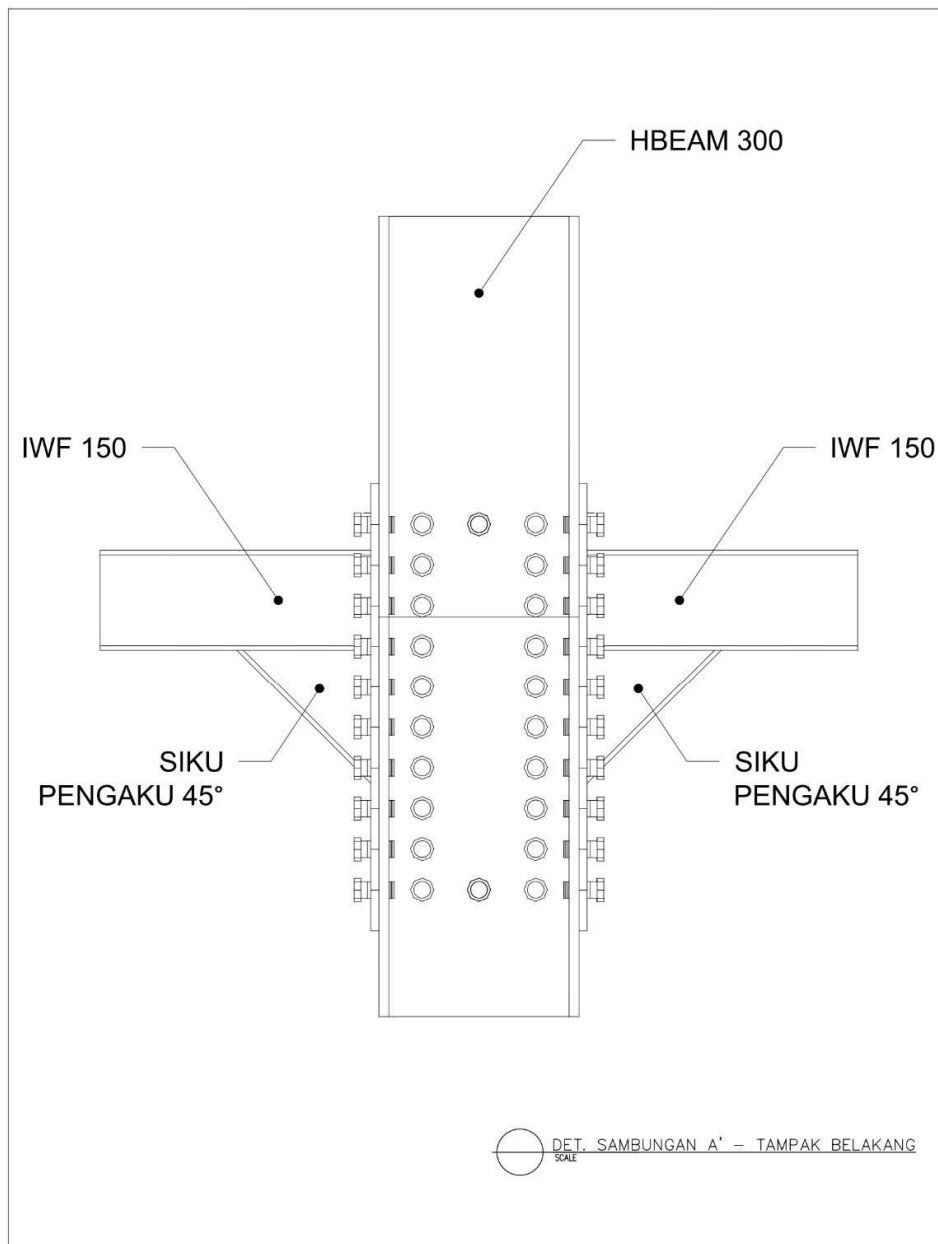 HBEAM 300
IWF 150
IWF 150
SIKU
PENGAKU 45°
SIKU
PENGAKU 45°
DET. SAMBUNGAN A' – TAMPAK BELAKANG
SCALE